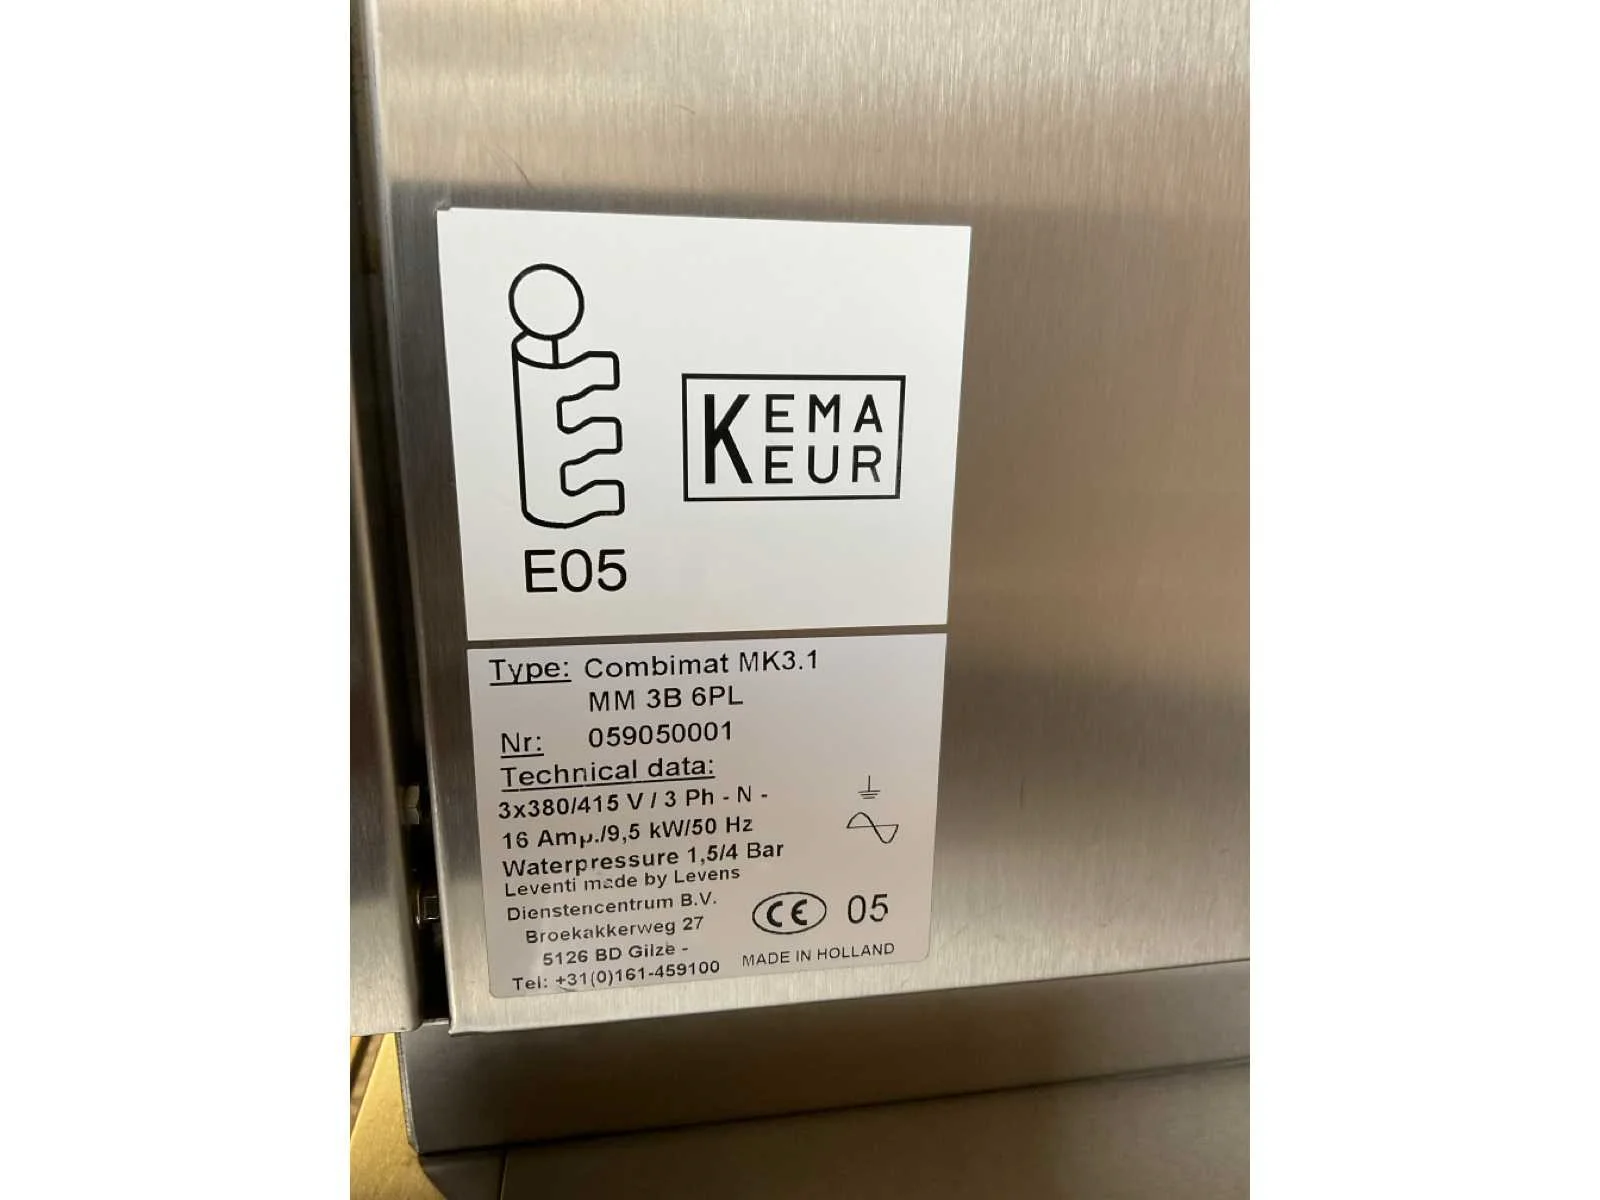 KEMA
KEUR
E05
Type: Combimat MK3.1
MM 3B 6PL
Nr: 059050001
Technical data:
3x380/415 V / 3 Ph - N -
16 Amp./9,5 kW/50 Hz
Waterpressure 1,5/4 Bar
Leventi made by Levens
Dienstencentrum B.V.
Broekakkerweg 27
5126 BD Gilze -
Tel: +31(0)161-459100
CE 05
MADE IN HOLLAND